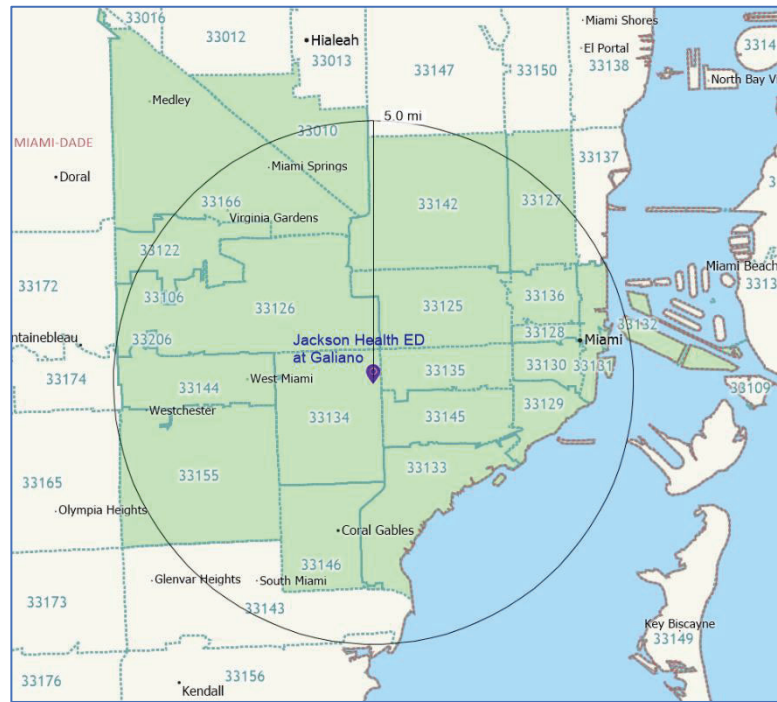 33016
33012
Hialeah
33013
33147
33150
Miami Shores
El Portal
33138
3314
North Bay V
Medley
33010
5.0 mi
MIAMI-DADE
Doral
Miami Springs
33137
33166
Virginia Gardens
33142
33127
33122
33172
33106
33126
33125
33136
Miami Beach
3313
33132
ntainebleau
33206
Jackson Health ED
at Galiano
33128
Miami
33174
33144
West Miami
33135
33130
33131
33109
Westchester
33134
33145
33129
33155
33133
33165
Olympia Heights
Coral Gables
33146
Glenvar Heights
South Miami
33173
33143
Key Biscayne
33149
33176
Kendall
33156